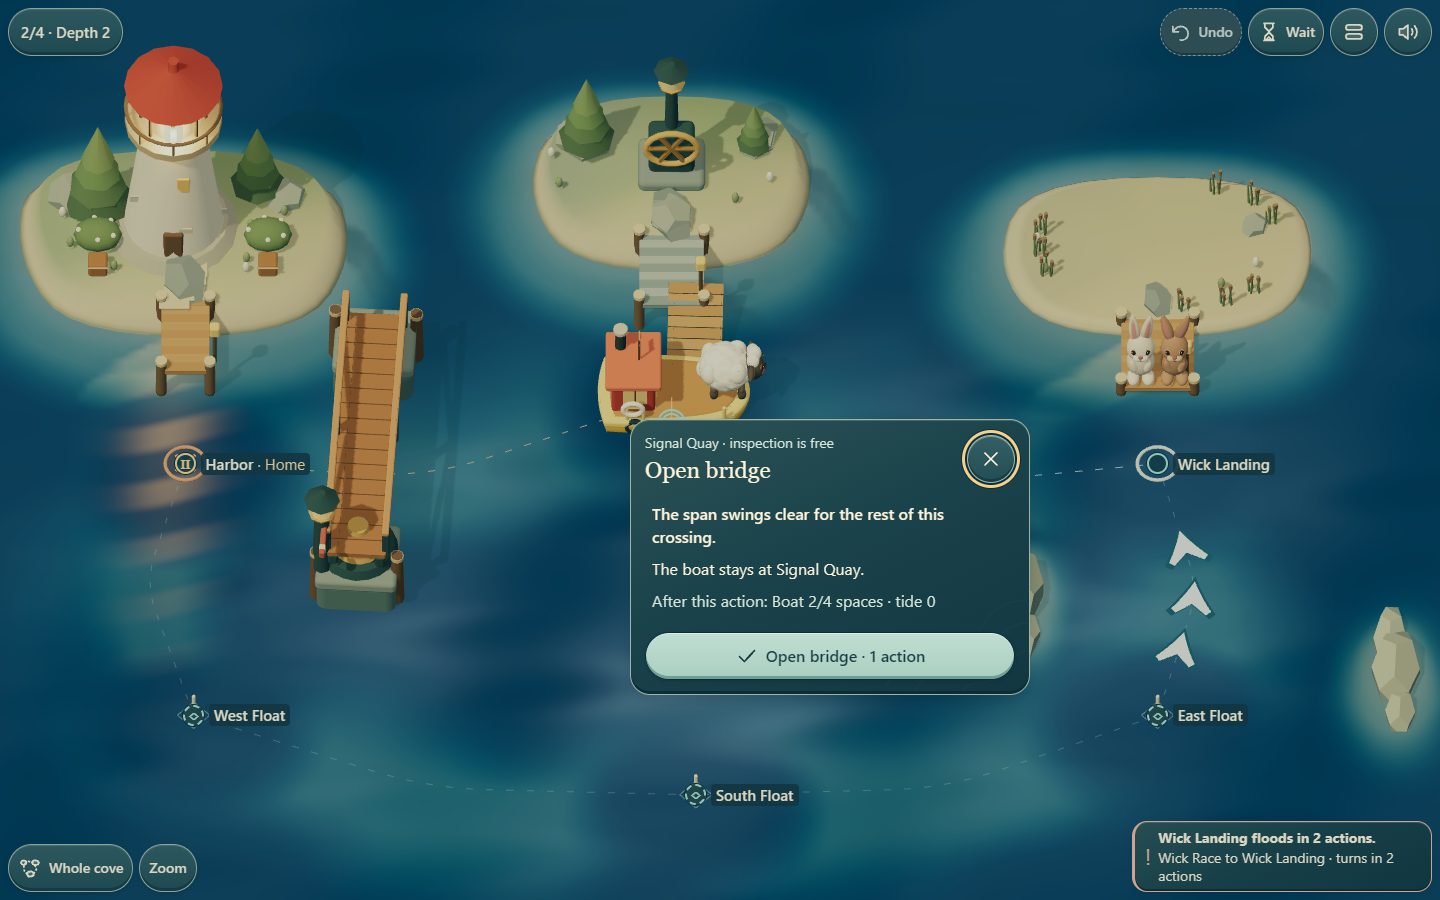 2/4 · Depth 2
Undo
Wait
Signal Quay · inspection is free
Open bridge
The span swings clear for the rest of this
crossing.
The boat stays at Signal Quay.
After this action: Boat 2/4 spaces · tide 0
Open bridge · 1 action
II
Harbor · Home
Wick Landing
West Float
East Float
South Float
Whole cove
Zoom
Wick Landing floods in 2 actions.
! Wick Race to Wick Landing · turns in 2
actions